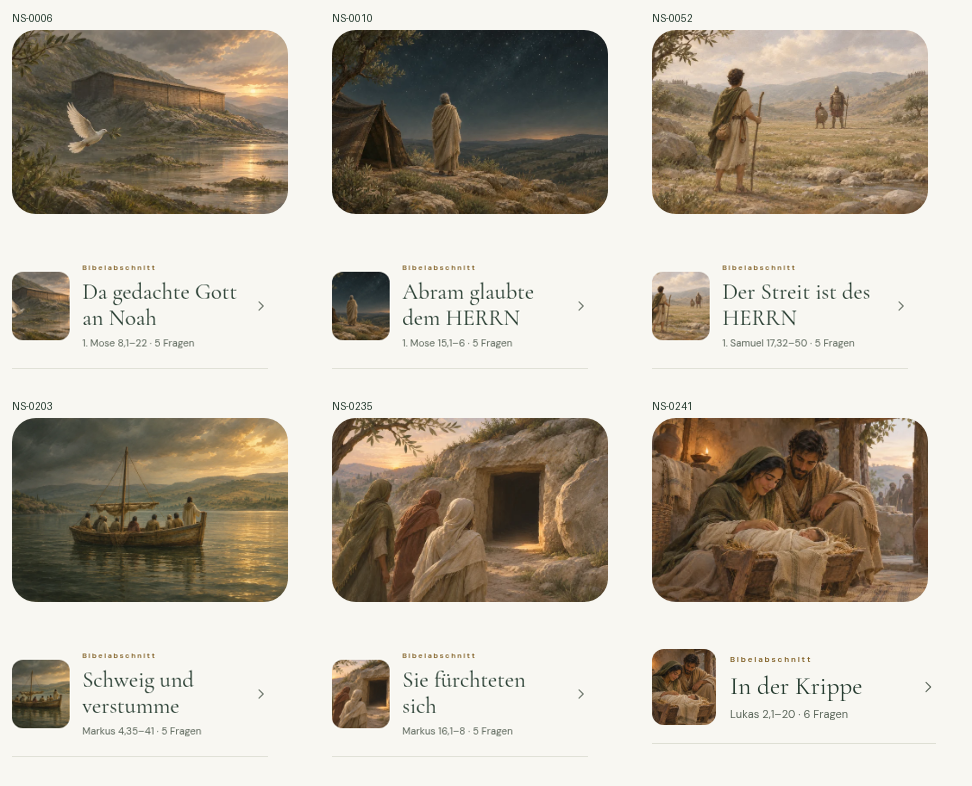 NS-0006
NS-0010
NS-0052
Bibelabschnitt
Da gedachte Gott
an Noah
1. Mose 8,1–22 · 5 Fragen
Bibelabschnitt
Abram glaubte
dem HERRN
1. Mose 15,1–6 · 5 Fragen
Bibelabschnitt
Der Streit ist des
HERRN
1. Samuel 17,32–50 · 5 Fragen
NS-0203
NS-0235
NS-0241
Bibelabschnitt
Schweig und
verstumme
Markus 4,35–41 · 5 Fragen
Bibelabschnitt
Sie fürchteten
sich
Markus 16,1–8 · 5 Fragen
Bibelabschnitt
In der Krippe
Lukas 2,1–20 · 6 Fragen